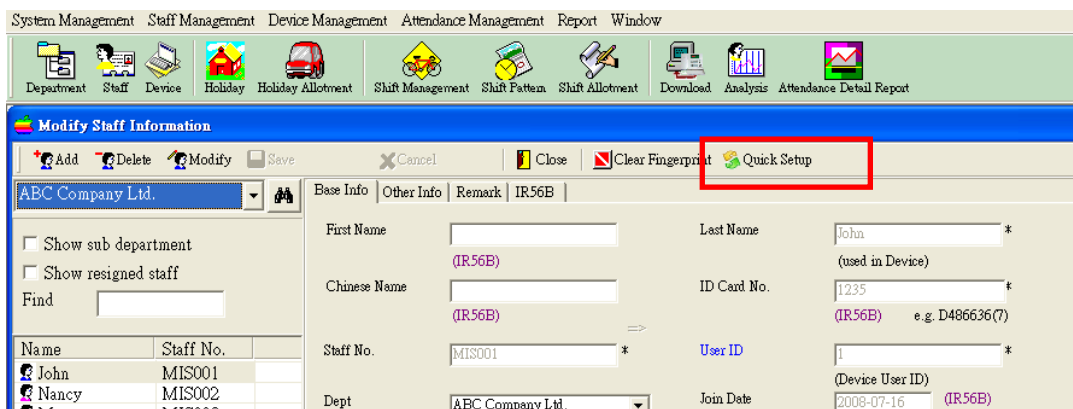 System Management Staff Management Device Management Attendance Management Report Window
Department Staff Device Holiday Holiday Allotment Shift Management Shift Pattern Shift Allotment Download Analysis Attendance Detail Report
Modify Staff Information
Add Delete Modify Save Cancel Close Clear Fingerprint Quick Setup
ABC Company Ltd. Base Info Other Info Remark IR56B
First Name Last Name John *
(IR56B) (used in Device)
Show sub department
Show resigned staff
Chinese Name ID Card No. 1235 *
Find
(IR56B) (IR56B) e.g. D486636(7)
=>
Name Staff No. Staff No. MIS001 * User ID 1 *
John MIS001
(Device User ID)
Nancy MIS002
Dept ABC Company Ltd. Join Date 2008-07-16 (IR56B)